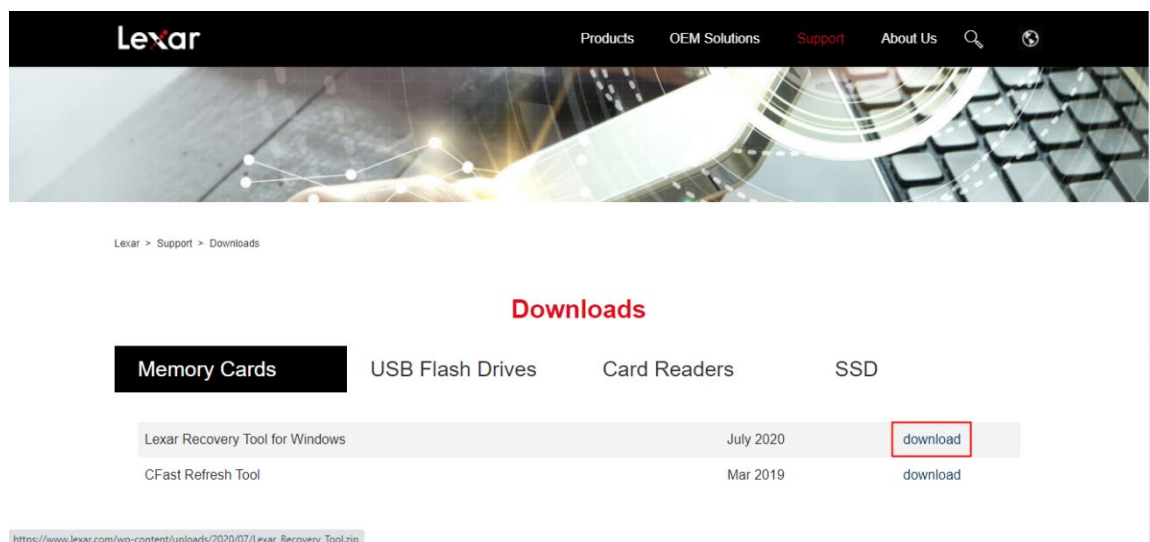 Lexar
Products OEM Solutions Support About Us
Lexar > Support > Downloads
Downloads
Memory Cards USB Flash Drives Card Readers SSD
Lexar Recovery Tool for Windows July 2020 download
CFast Refresh Tool Mar 2019 download
https://www.lexar.com/wp-content/uploads/2020/07/Lexar_Recovery_Tool.zip